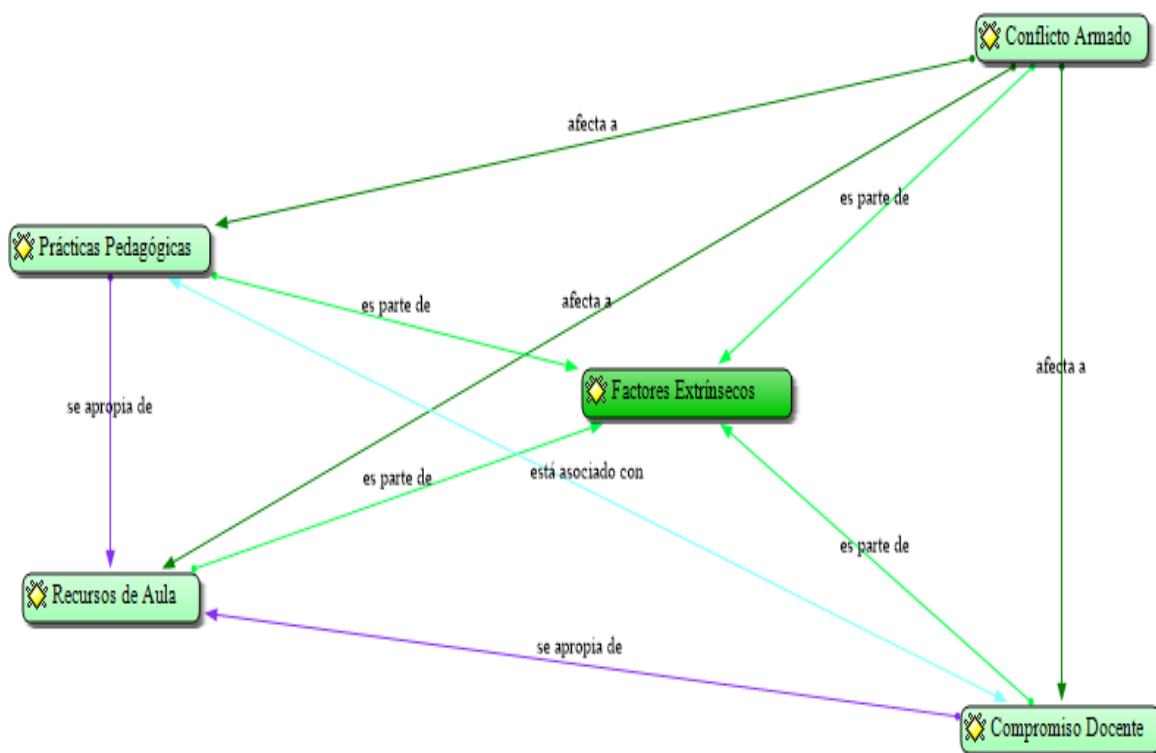 Conflicto Armado
afecta a
es parte de
Prácticas Pedagógicas
es parte de
afecta a
afecta a
Factores Extrínsecos
se apropia de
es parte de
está asociado con
es parte de
Recursos de Aula
se apropia de
Compromiso Docente